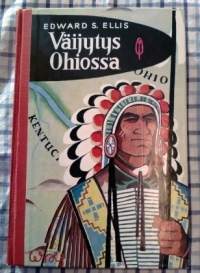 EDWARD S. ELLIS
Väijytys
Ohiossa
OHIO
KENTUC